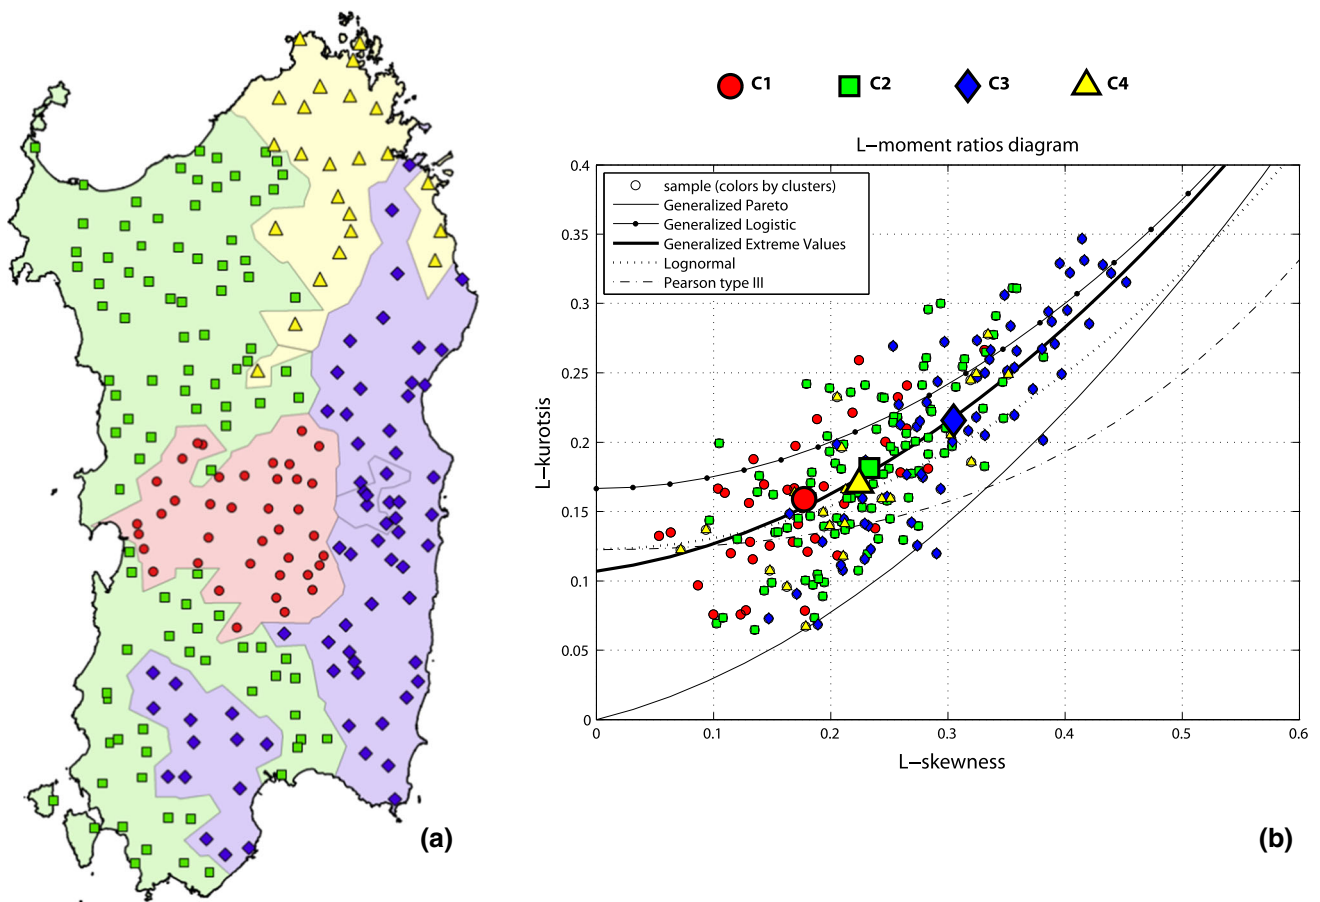 C1 C2 C3 C4
L−moment ratios diagram
sample (colors by clusters)
Generalized Pareto
Generalized Logistic
Generalized Extreme Values
Lognormal
Pearson type III
0.4
0.35
0.3
0.25
0.2
0.15
0.1
0.05
0
L−kurotsis
0 0.1 0.2 0.3 0.4 0.5 0.6
L−skewness
(a) (b)